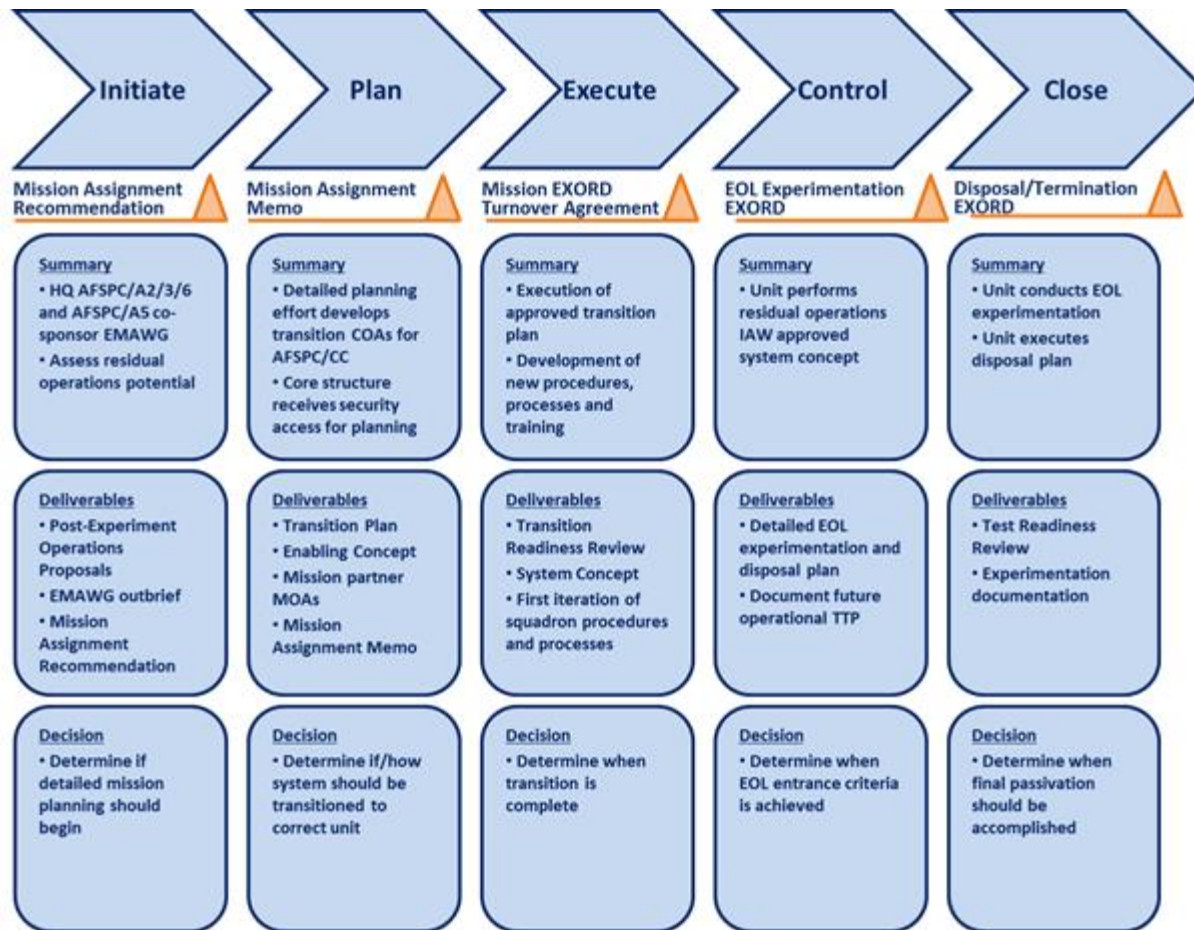 Initiate
Plan
Execute
Control
Close
Mission Assignment
Recommendation
Mission Assignment
Memo
Mission EXORD
Turnover Agreement
EOL Experimentation
EXORD
Disposal/Termination
EXORD
Summary
• HQ AFSPC/A2/3/6
and AFSPC/A5 co-
sponsor EMAWG
• Assess residual
operations potential
Summary
• Detailed planning
effort develops
transition COAs for
AFSPC/CC
• Core structure
receives security
access for planning
Summary
• Execution of
approved transition
plan
• Development of
new procedures,
processes and
training
Summary
• Unit performs
residual operations
IAW approved
system concept
Summary
• Unit conducts EOL
experimentation
• Unit executes
disposal plan
Deliverables
• Post-Experiment
Operations
Proposals
• EMAWG outbrief
• Mission
Assignment
Recommendation
Deliverables
• Transition Plan
• Enabling Concept
• Mission partner
MOAs
• Mission
Assignment Memo
Deliverables
• Transition
Readiness Review
• System Concept
• First iteration of
squadron procedures
and processes
Deliverables
• Detailed EOL
experimentation and
disposal plan
• Document future
operational TTP
Deliverables
• Test Readiness
Review
• Experimentation
documentation
Decision
• Determine if
detailed mission
planning should
begin
Decision
• Determine if/how
system should be
transitioned to
correct unit
Decision
• Determine when
transition is
complete
Decision
• Determine when
EOL entrance criteria
is achieved
Decision
• Determine when
final passivation
should be
accomplished